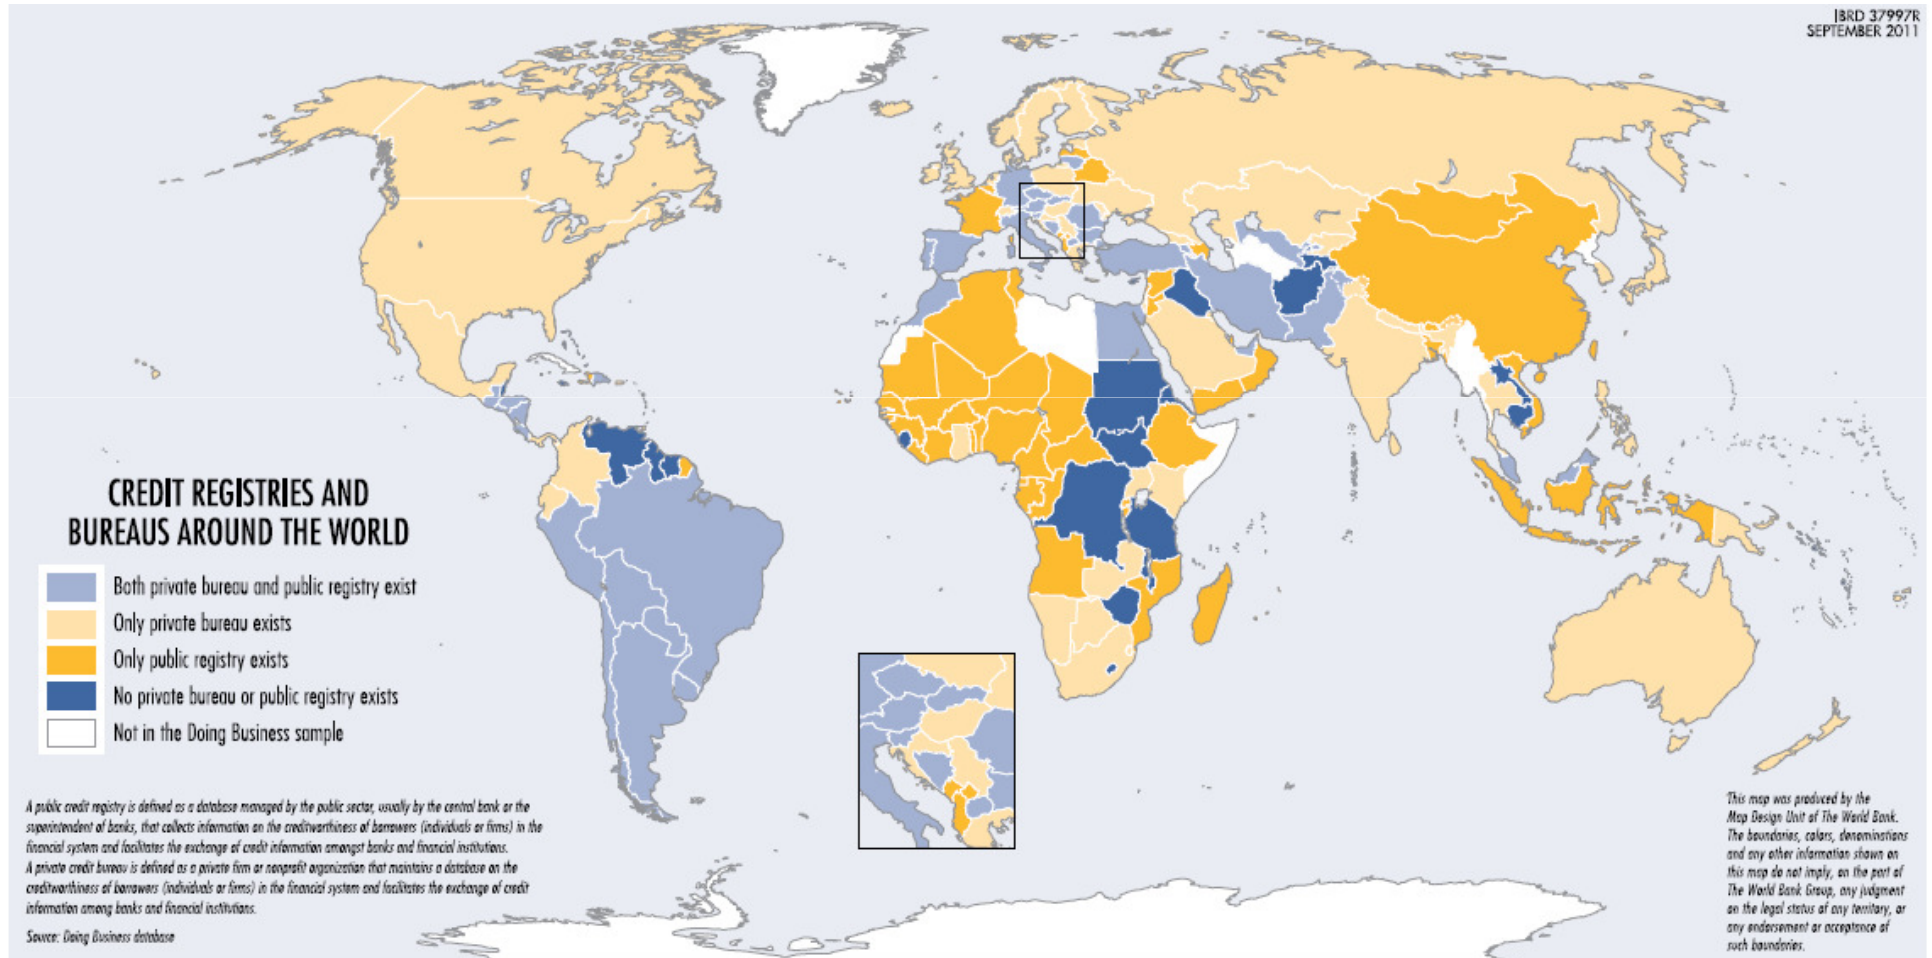 IBRD 37997R
SEPTEMBER 2011
CREDIT REGISTRIES AND
BUREAUS AROUND THE WORLD
Both private bureau and public registry exist
Only private bureau exists
Only public registry exists
No private bureau or public registry exists
Not in the Doing Business sample
A public credit registry is defined as a database managed by the public sector, usually by the central bank or the
superintendent of banks, that collects information on the creditworthiness of borrowers (individuals or firms) in the
financial system and facilitates the exchange of credit information amongst banks and financial institutions.
A private credit bureau is defined as a private firm or nonprofit organization that maintains a database on the
creditworthiness of borrowers (individuals or firms) in the financial system and facilitates the exchange of credit
information among banks and financial institutions.
Source: Doing Business database
This map was produced by the
Map Design Unit of The World Bank.
The boundaries, colors, denominations
and any other information shown on
this map do not imply, on the part of
The World Bank Group, any judgment
on the legal status of any territory, or
any endorsement or acceptance of
such boundaries.